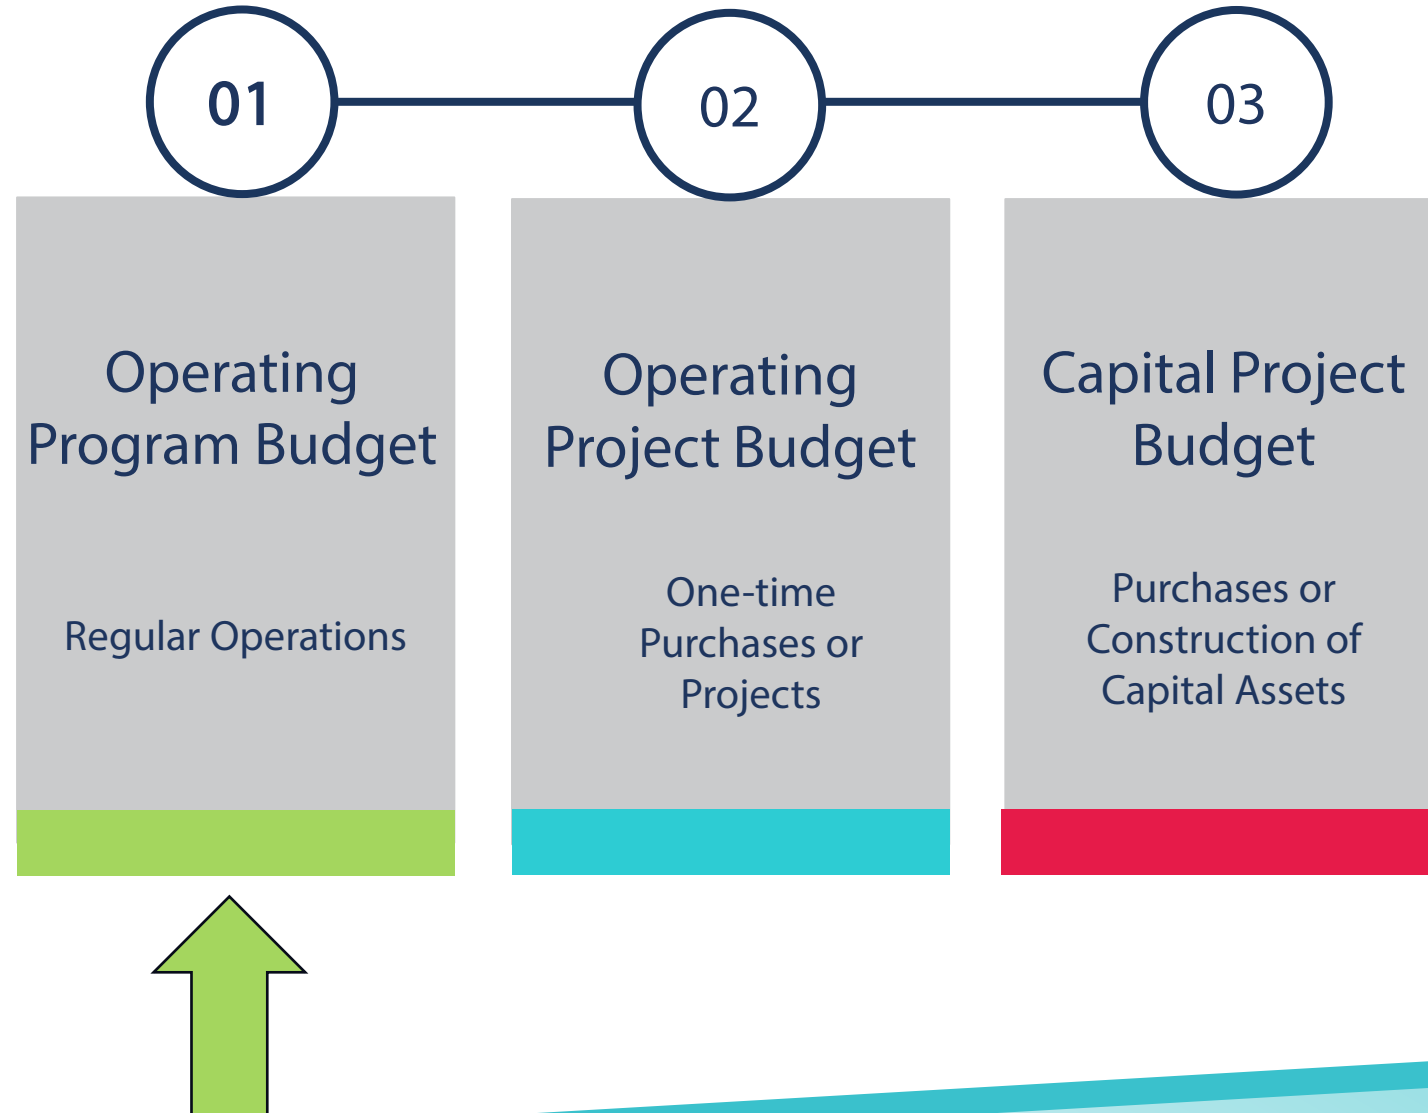 01
02
03
Operating
Program Budget
Regular Operations
Operating
Project Budget
One-time
Purchases or
Projects
Capital Project
Budget
Purchases or
Construction of
Capital Assets